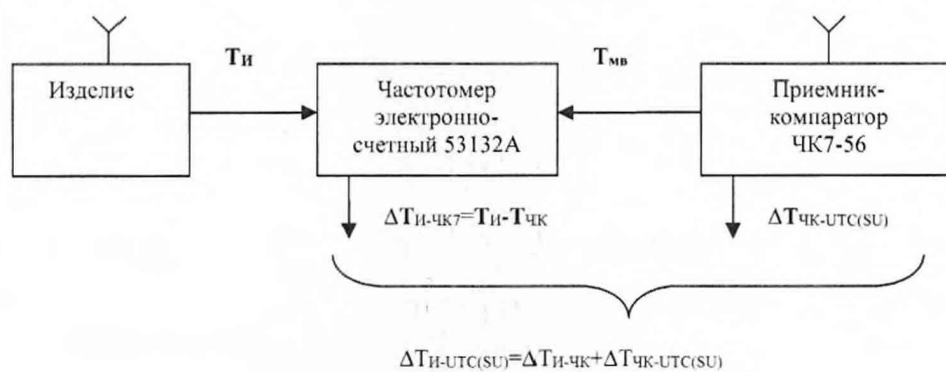 Изделие
Tи
Частотомер
электронно-
счетный 53132А
Tмв
Приемник-
компаратор
ЧК7-56
ΔTИ-ЧК7=TИ-TЧК
ΔTЧК-UTC(SU)
ΔTИ-UTC(SU)=ΔTИ-ЧК+ΔTЧК-UTC(SU)